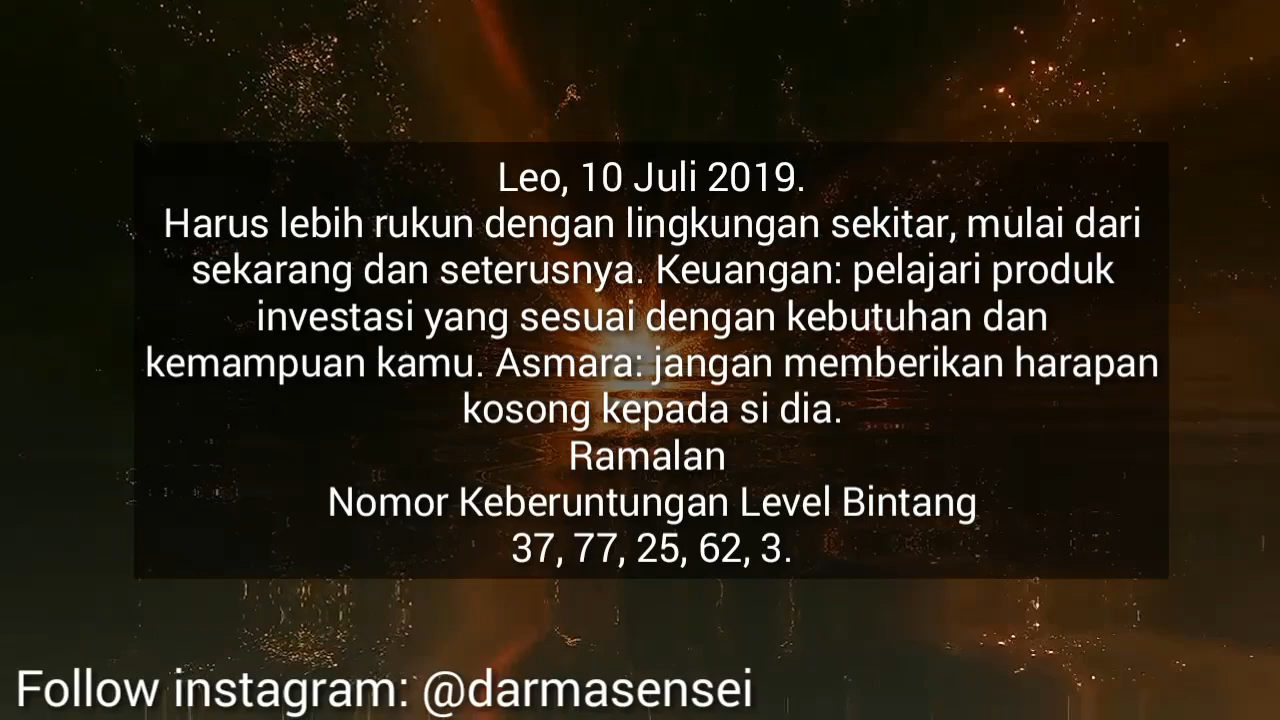 Leo, 10 Juli 2019.
Harus lebih rukun dengan lingkungan sekitar, mulai dari
sekarang dan seterusnya. Keuangan: pelajari produk
investasi yang sesuai dengan kebutuhan dan
kemampuan kamu. Asmara: jangan memberikan harapan
kosong kepada si dia.
Ramalan
Nomor Keberuntungan Level Bintang
37, 77, 25, 62, 3.
Follow instagram: @darmasensei